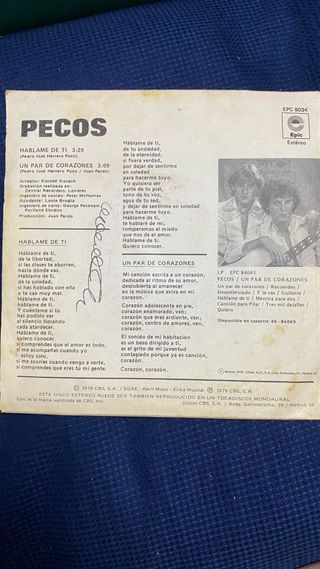 EPC 8034
Epic
Estéreo
PECOS
HABLAME DE TI 3:29
(Pedro José Herrero Pozo)
UN PAR DE CORAZONES 3:09
(Pedro José Herrero Pozo / Juan Pardo)
Arreglos: Kornell Kovach
Grabación realizada en:
Central Recorders, Londres
Ingeniero de sonido: Peter McNamee
Ayudante: Louie Broglia
Ingeniero de corte: George Peckham,
Portland Studios
Producción: Juan Pardo
HABLAME DE TI
Háblame de ti,
de tu libertad,
si las clases te aburren,
hacia dónde vas.
Háblame de ti,
de la soledad,
si has hablado con ella
o te cae muy mal.
Háblame de ti,
háblame de ti.
Y cuéntame si tú
has podido ver
al silencio llorando
cada atardecer.
Háblame de ti,
quiero conocer
si comprendes que el amor es todo,
si me acompañas cuando yo
estoy solo,
si me sonries cuando vengo a verte,
si comprendes que eres tú mi gente.
Háblame de ti,
de tu ansiedad,
de la eternidad,
si fuera verdad,
por dejar de sentirme
en soledad
para hacerme tuyo.
Yo quisiera ser
parte de tu piel,
tono de tu voz,
agua de tu sed,
y dejar de sentirme en soledad
para hacerme tuyo.
Háblame de ti,
te hablaré de mí,
romperemos el miedo
que nos da el amor.
Háblame de ti.
Quiero conocer.
UN PAR DE CORAZONES
Mi canción escrita a un corazón,
dedicada al ritmo de su amor,
descubierta al amanecer
en la música que aviva en mi
corazón.
Corazón adolescente en pie,
corazón enamorado, ven;
corazón que eres ardiente, ven;
corazón, centro de amores, ven,
corazón.
El sonido de mi habitación
es un beso dirigido a ti,
es el grito de mi juventud
contagiado porque ya es canción,
corazón.
Corazón, corazón.
LP EPC 84045
PECOS / UN PAR DE CORAZONES
Un par de corazones / Recuerdos /
Desenchufado / Y te vas / Guitarra /
Háblame de ti / Mentira para dos /
Canción para Pilar / Tres mil detalles /
Quiero
Disponible en cassette 40-84045
© 1979 CBS, S.A. / SGAE - April Music - Erika Musical ℗ 1979 CBS, S.A.
ESTE DISCO ESTEREO PUEDE SER TAMBIEN REPRODUCIDO EN UN TOCADISCOS MONOAURAL
Epic es la marca registrada de CBS, Inc.
Discos CBS, S.A. / Avda. Generalísimo, 25 / Madrid-16